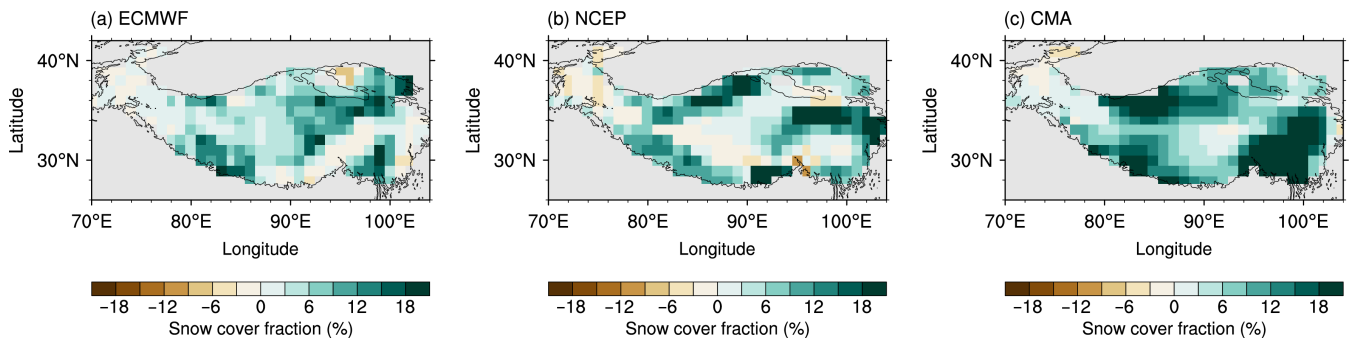 (a) ECMWF
(b) NCEP
(c) CMA
40°N
30°N
Latitude
70°E 80°E 90°E 100°E
Longitude
40°N
30°N
Latitude
70°E 80°E 90°E 100°E
Longitude
40°N
30°N
Latitude
70°E 80°E 90°E 100°E
Longitude
−18 −12 −6 0 6 12 18
Snow cover fraction (%)
−18 −12 −6 0 6 12 18
Snow cover fraction (%)
−18 −12 −6 0 6 12 18
Snow cover fraction (%)